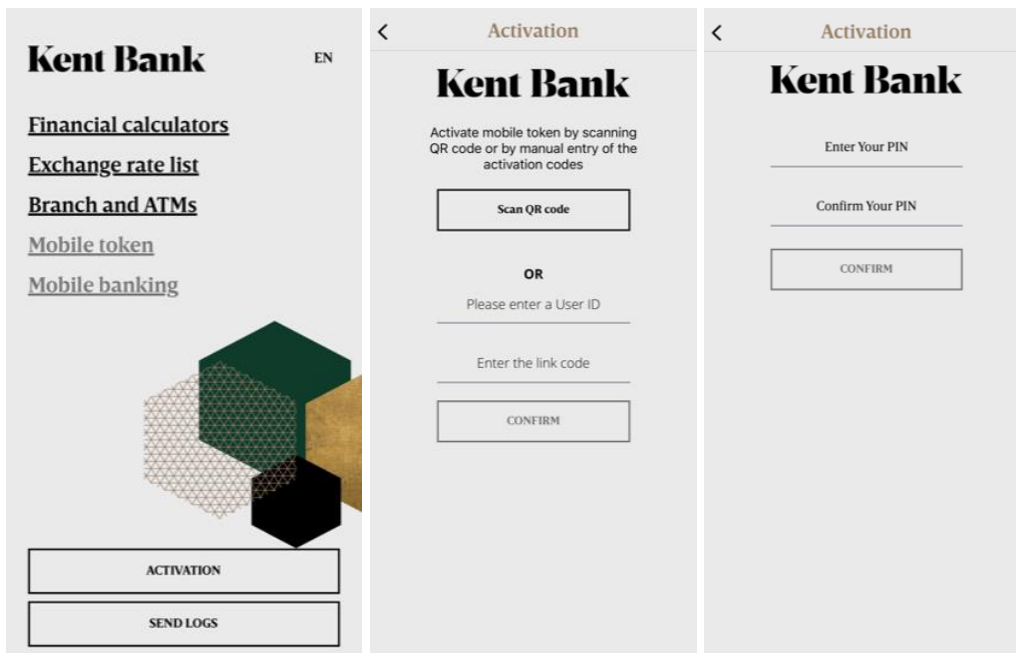 Kent Bank
EN
Financial calculators
Exchange rate list
Branch and ATMs
Mobile token
Mobile banking
ACTIVATION
SEND LOGS
Activation
Kent Bank
Activate mobile token by scanning
QR code or by manual entry of the
activation codes
Scan QR code
OR
Please enter a User ID
Enter the link code
CONFIRM
Activation
Kent Bank
Enter Your PIN
Confirm Your PIN
CONFIRM